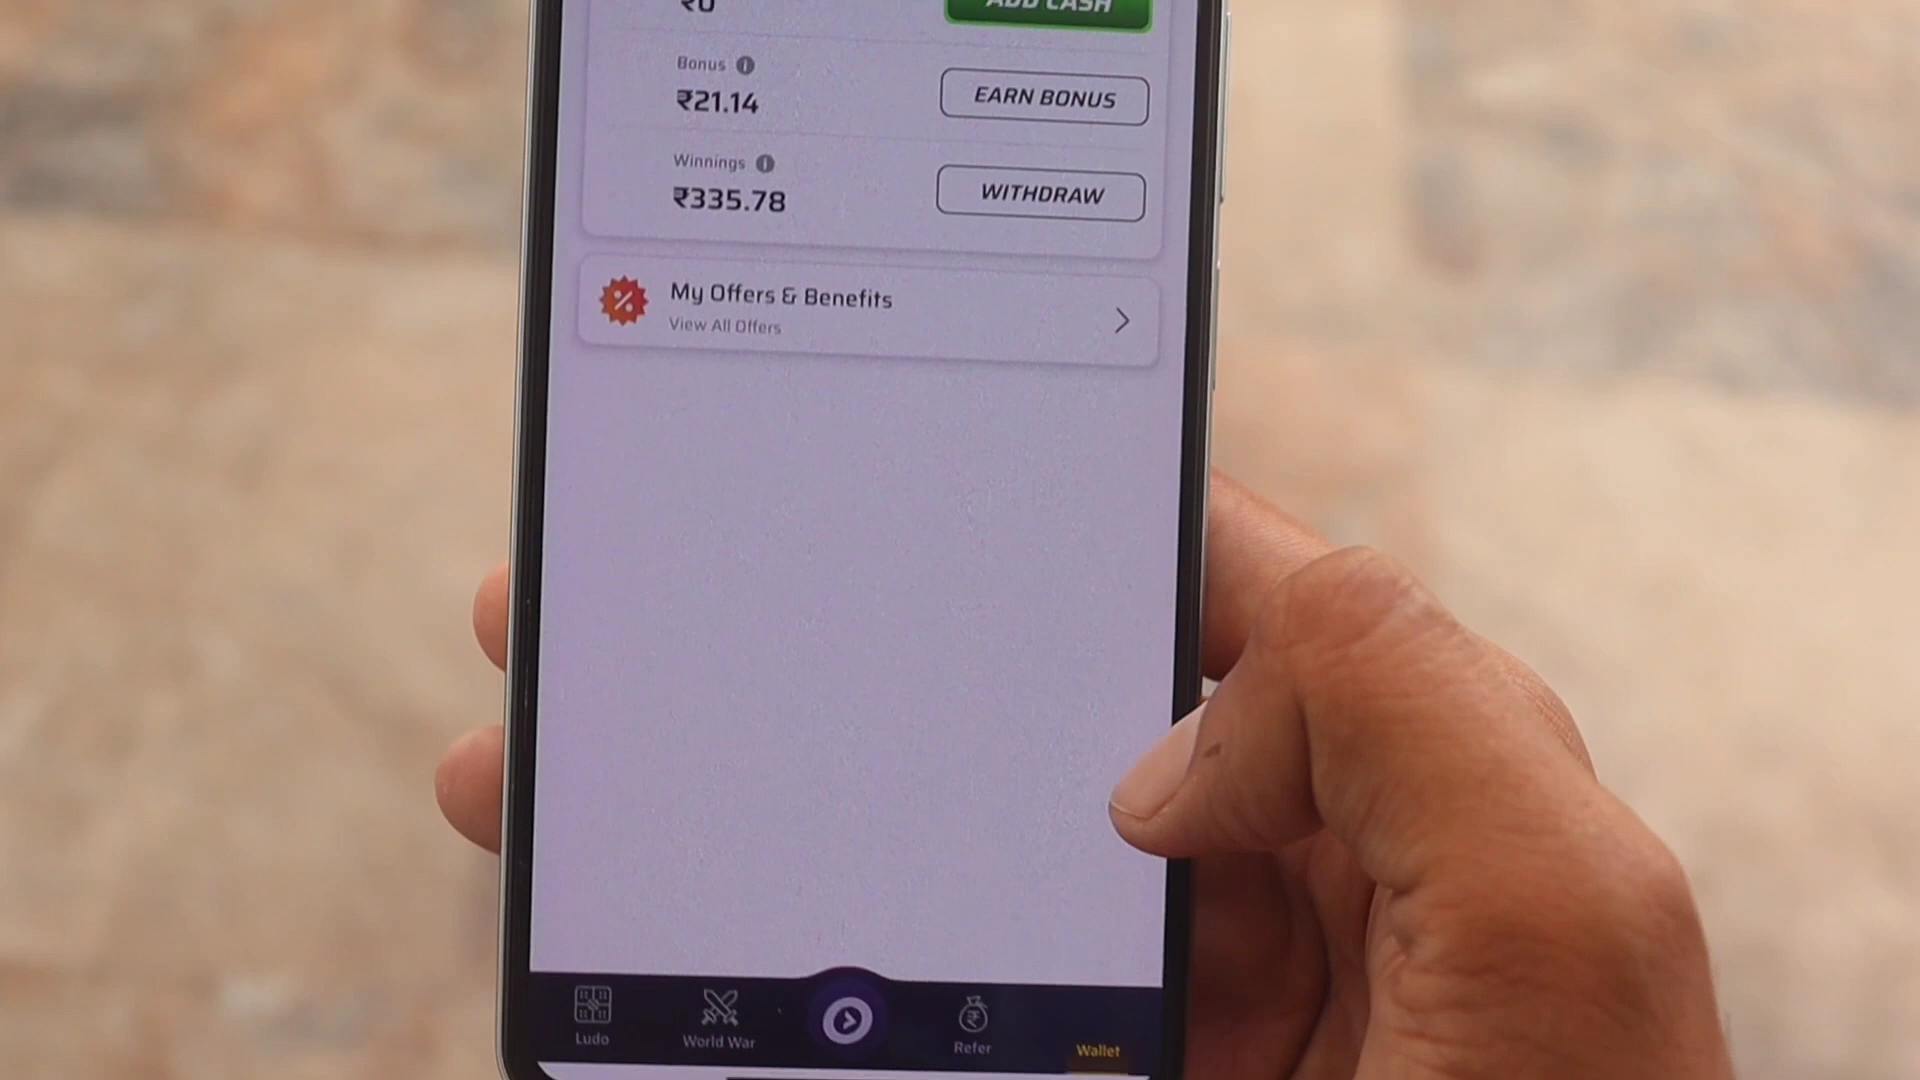 ₹0
ADD CASH
Bonus
₹21.14
EARN BONUS
Winnings
₹335.78
WITHDRAW
My Offers & Benefits
View All Offers
Ludo
World War
Refer
Wallet